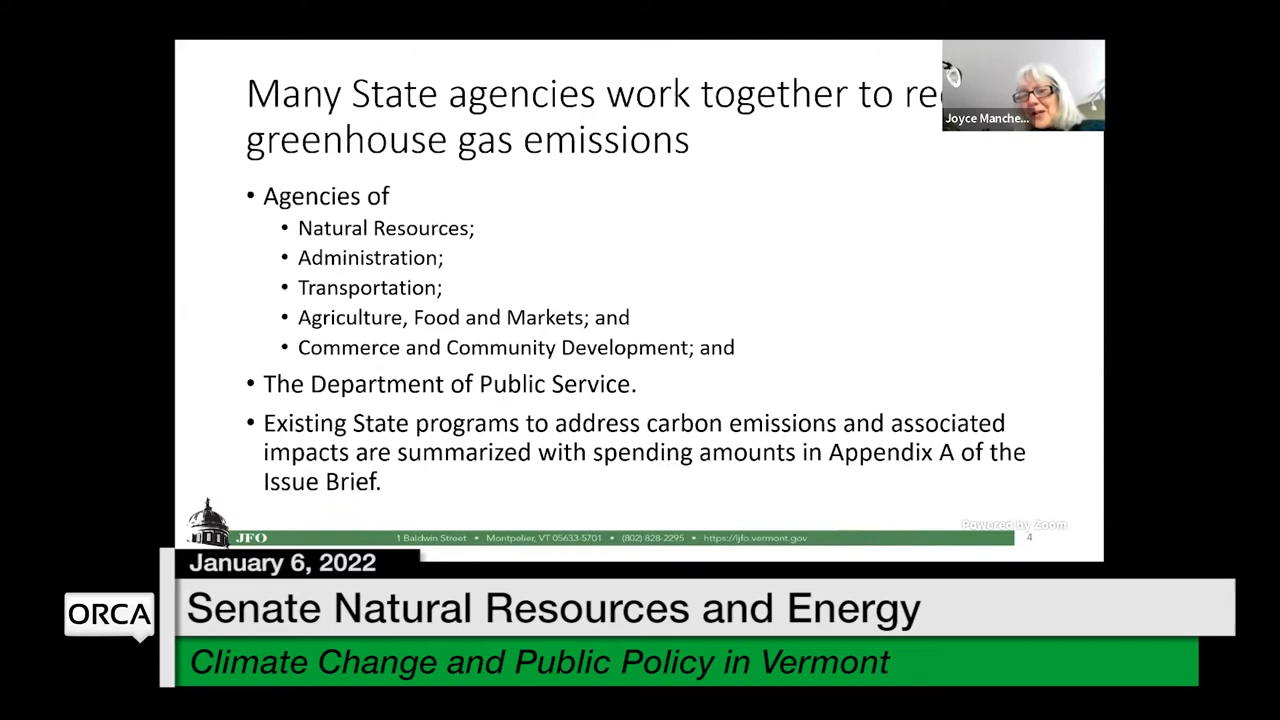 Many State agencies work together to re
greenhouse gas emissions
Joyce Manche...
• Agencies of
• Natural Resources;
• Administration;
• Transportation;
• Agriculture, Food and Markets; and
• Commerce and Community Development; and
• The Department of Public Service.
• Existing State programs to address carbon emissions and associated
impacts are summarized with spending amounts in Appendix A of the
Issue Brief.
Powered by Zoom
JFO 1 Baldwin Street • Montpelier, VT 05633-5701 • (802) 828-2295 • https://ljfo.vermont.gov 4
January 6, 2022
ORCA Senate Natural Resources and Energy
Climate Change and Public Policy in Vermont